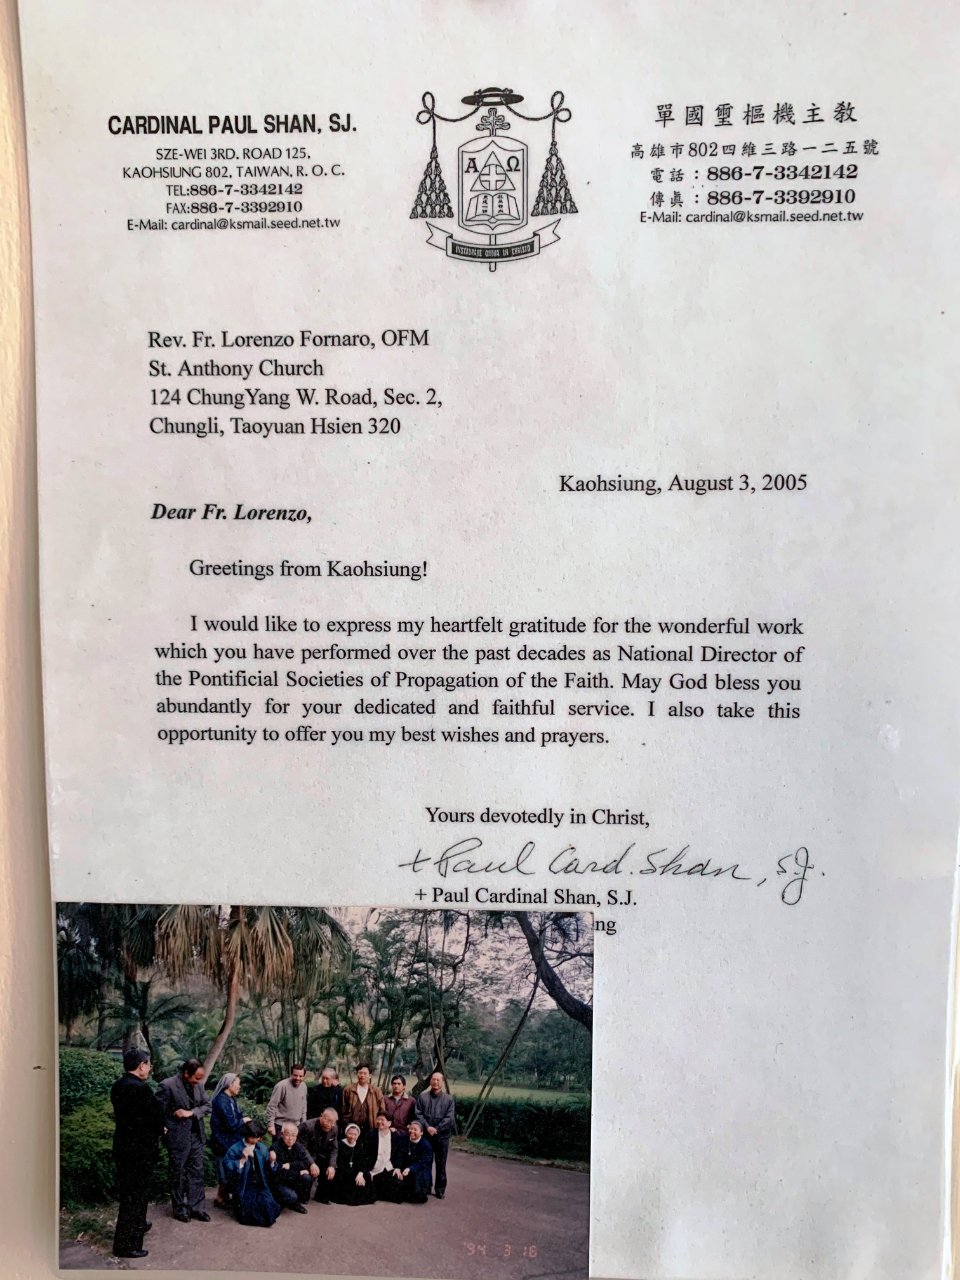 CARDINAL PAUL SHAN, SJ.
SZE-WEI 3RD. ROAD 125,
KAOHSIUNG 802, TAIWAN, R. O. C.
TEL:886-7-3342142
FAX:886-7-3392910
E-Mail: cardinal@ksmail.seed.net.tw
A Ω
INSTAURARE OMNIA IN CHRISTO
單國璽樞機主教
高雄市802四維三路一二五號
電話：886-7-3342142
傳真：886-7-3392910
E-Mail: cardinal@ksmail.seed.net.tw
Rev. Fr. Lorenzo Fornaro, OFM
St. Anthony Church
124 ChungYang W. Road, Sec. 2,
Chungli, Taoyuan Hsien 320
Kaohsiung, August 3, 2005
Dear Fr. Lorenzo,
Greetings from Kaohsiung!
I would like to express my heartfelt gratitude for the wonderful work
which you have performed over the past decades as National Director of
the Pontificial Societies of Propagation of the Faith. May God bless you
abundantly for your dedicated and faithful service. I also take this
opportunity to offer you my best wishes and prayers.
Yours devotedly in Christ,
+ Paul Card. Shan, S.J.
+ Paul Cardinal Shan, S.J.
ng
'94 3 16